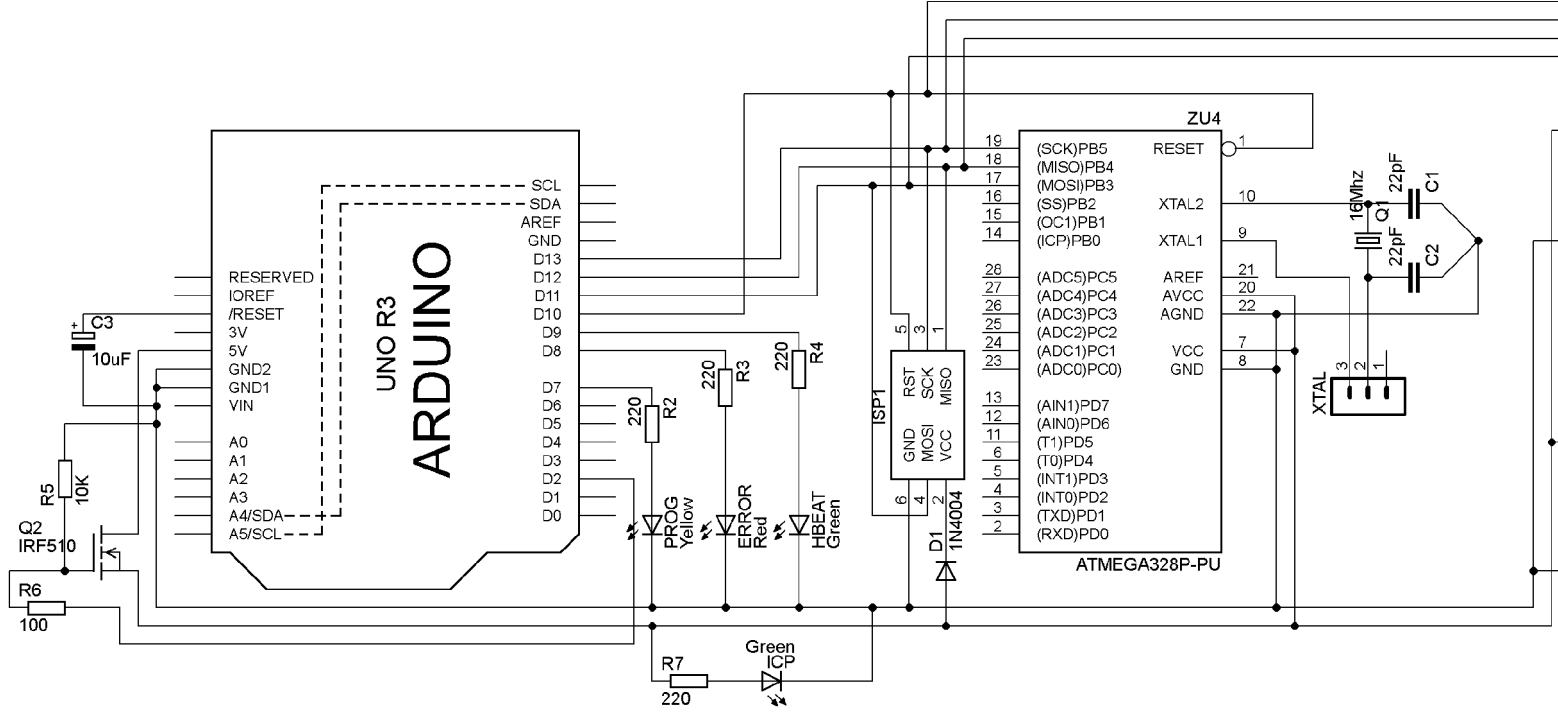 ZU4
ARDUINO
UNO R3
RESERVED
IOREF
/RESET
3V
5V
GND2
GND1
VIN
A0
A1
A2
A3
A4/SDA
A5/SCL
SCL
SDA
AREF
GND
D13
D12
D11
D10
D9
D8
D7
D6
D5
D4
D3
D2
D1
D0
+
C3
10uF
R5
10K
Q2
IRF510
R6
100
220
R2
220
R3
220
R4
PROG
Yellow
ERROR
Red
HBEAT
Green
Green
ICP
R7
220
ISP1
5
3
1
RST
SCK
MISO
GND
MOSI
VCC
6
4
2
D1
1N4004
19
(SCK)PB5
18
(MISO)PB4
17
(MOSI)PB3
16
(SS)PB2
15
(OC1)PB1
14
(ICP)PB0
28
(ADC5)PC5
27
(ADC4)PC4
26
(ADC3)PC3
25
(ADC2)PC2
24
(ADC1)PC1
23
(ADC0)PC0)
13
(AIN1)PD7
12
(AIN0)PD6
11
(T1)PD5
6
(T0)PD4
5
(INT1)PD3
4
(INT0)PD2
3
(TXD)PD1
2
(RXD)PD0
RESET
1
XTAL2
10
XTAL1
9
AREF
21
AVCC
20
AGND
22
VCC
7
GND
8
ATMEGA328P-PU
16Mhz
Q1
22pF
C1
22pF
C2
XTAL
3
2
1